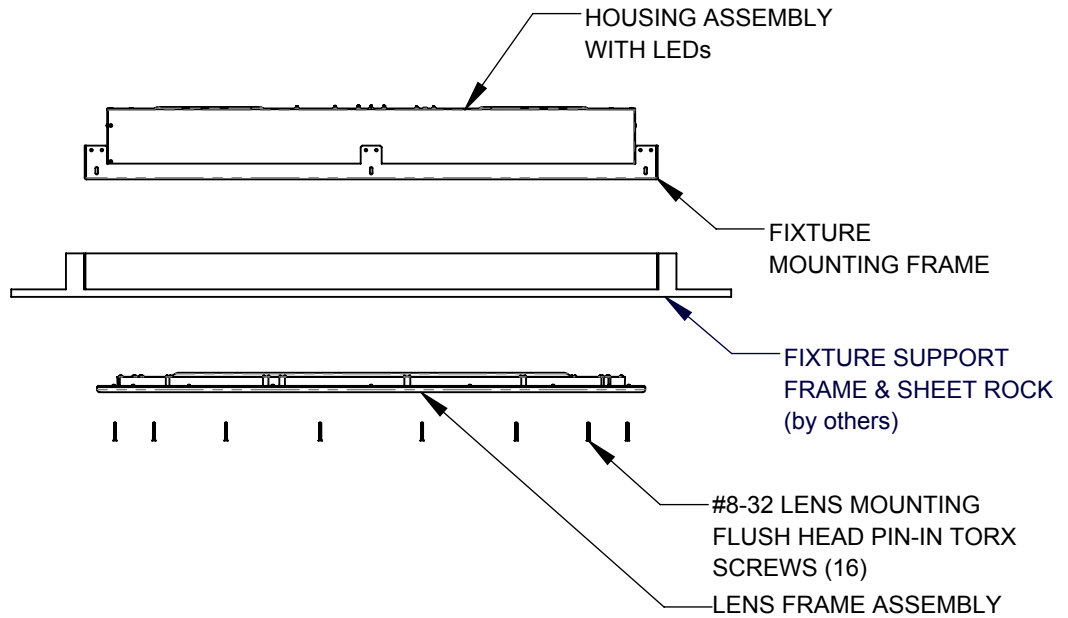 HOUSING ASSEMBLY
WITH LEDs
FIXTURE
MOUNTING FRAME
FIXTURE SUPPORT
FRAME & SHEET ROCK
(by others)
#8-32 LENS MOUNTING
FLUSH HEAD PIN-IN TORX
SCREWS (16)
LENS FRAME ASSEMBLY